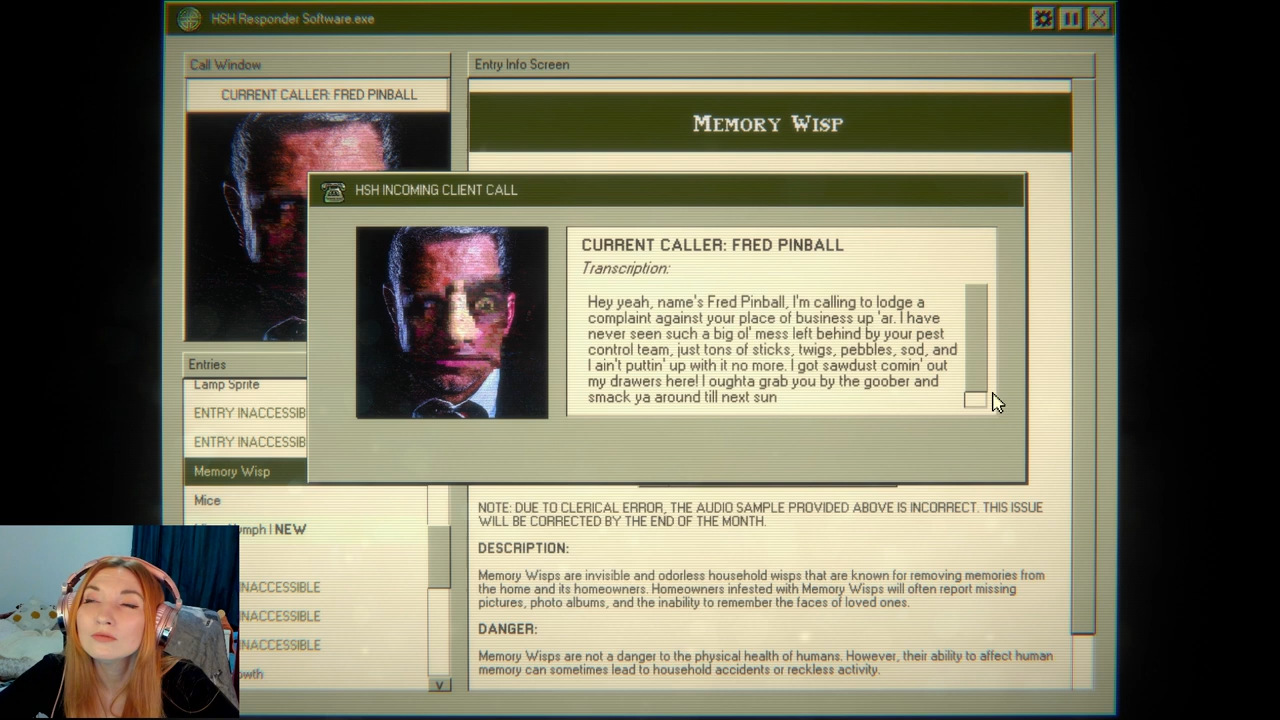 HSH Responder Software.exe
Call Window
CURRENT CALLER: FRED PINBALL
Entry Info Screen
MEMORY WISP
HSH INCOMING CLIENT CALL
CURRENT CALLER: FRED PINBALL
Transcription:
Hey yeah, name's Fred Pinball, I'm calling to lodge a
complaint against your place of business up 'ar. I have
never seen such a big ol' mess left behind by your pest
control team, just tons of sticks, twigs, pebbles, sod, and
I ain't puttin' up with it no more. I got sawdust comin' out
my drawers here! I oughta grab you by the goober and
smack ya around till next sun
Entries
Lamp Sprite
ENTRY INACCESSIB
ENTRY INACCESSIB
Memory Wisp
Mice
ymph | NEW
INACCESSIBLE
INACCESSIBLE
INACCESSIBLE
owth
V
NOTE: DUE TO CLERICAL ERROR, THE AUDIO SAMPLE PROVIDED ABOVE IS INCORRECT. THIS ISSUE
WILL BE CORRECTED BY THE END OF THE MONTH.
DESCRIPTION:
Memory Wisps are invisible and odorless household wisps that are known for removing memories from
the home and its homeowners. Homeowners infested with Memory Wisps will often report missing
pictures, photo albums, and the inability to remember the faces of loved ones.
DANGER:
Memory Wisps are not a danger to the physical health of humans. However, their ability to affect human
memory can sometimes lead to household accidents or reckless activity.